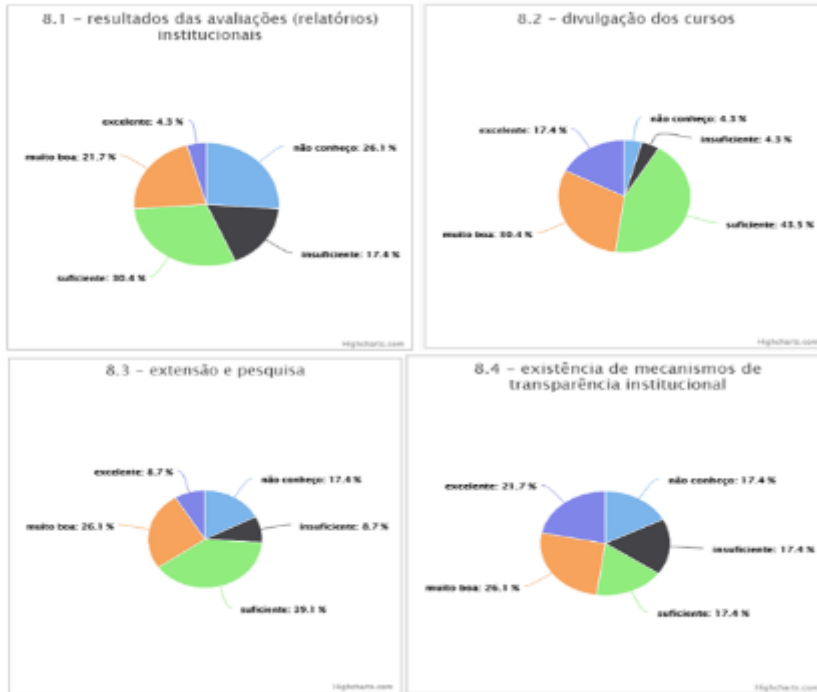 8.1 - resultados das avaliações (relatórios)
institucionais
excelente: 4.3 %
não conheço: 26.1 %
muito boa: 21.7 %
insuficiente: 17.4 %
suficiente: 30.4 %
Highcharts.com
8.2 - divulgação dos cursos
não conheço: 4.3 %
excelente: 17.4 %
insuficiente: 4.3 %
suficiente: 43.5 %
muito boa: 30.4 %
Highcharts.com
8.3 - extensão e pesquisa
excelente: 8.7 %
não conheço: 17.4 %
muito boa: 26.1 %
insuficiente: 8.7 %
suficiente: 39.1 %
Highcharts.com
8.4 - existência de mecanismos de
transparência institucional
excelente: 21.7 %
não conheço: 17.4 %
insuficiente: 17.4 %
muito boa: 26.1 %
suficiente: 17.4 %
Highcharts.com